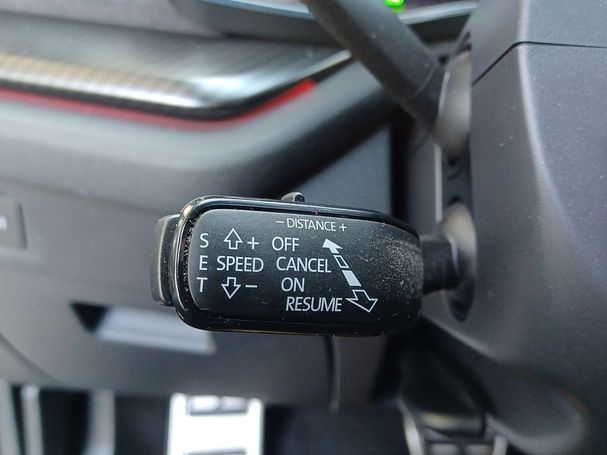 − DISTANCE +
S ⇧+ OFF
E SPEED CANCEL
T ⇩− ON
RESUME